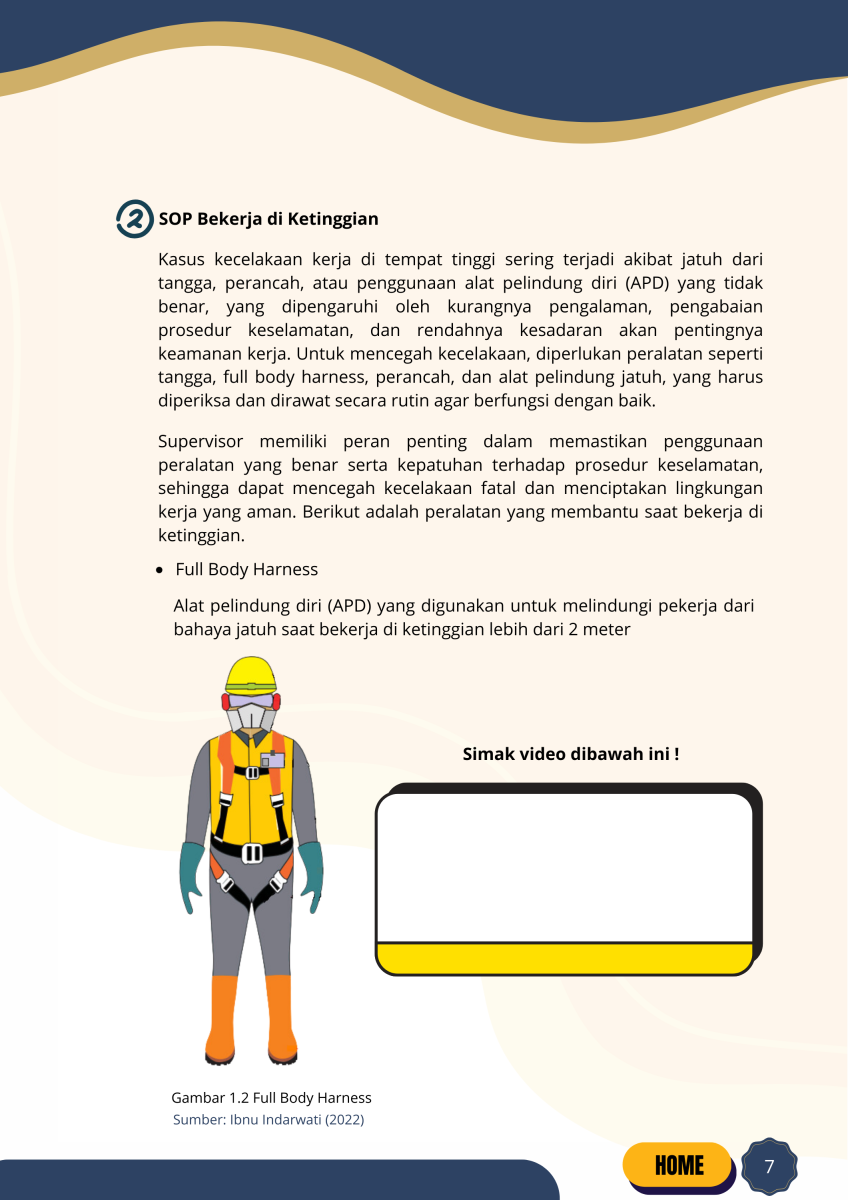 2 SOP Bekerja di Ketinggian
Kasus kecelakaan kerja di tempat tinggi sering terjadi akibat jatuh dari
tangga, perancah, atau penggunaan alat pelindung diri (APD) yang tidak
benar, yang dipengaruhi oleh kurangnya pengalaman, pengabaian
prosedur keselamatan, dan rendahnya kesadaran akan pentingnya
keamanan kerja. Untuk mencegah kecelakaan, diperlukan peralatan seperti
tangga, full body harness, perancah, dan alat pelindung jatuh, yang harus
diperiksa dan dirawat secara rutin agar berfungsi dengan baik.
Supervisor memiliki peran penting dalam memastikan penggunaan
peralatan yang benar serta kepatuhan terhadap prosedur keselamatan,
sehingga dapat mencegah kecelakaan fatal dan menciptakan lingkungan
kerja yang aman. Berikut adalah peralatan yang membantu saat bekerja di
ketinggian.
• Full Body Harness
Alat pelindung diri (APD) yang digunakan untuk melindungi pekerja dari
bahaya jatuh saat bekerja di ketinggian lebih dari 2 meter
Simak video dibawah ini !
Gambar 1.2 Full Body Harness
Sumber: Ibnu Indarwati (2022)
HOME
7